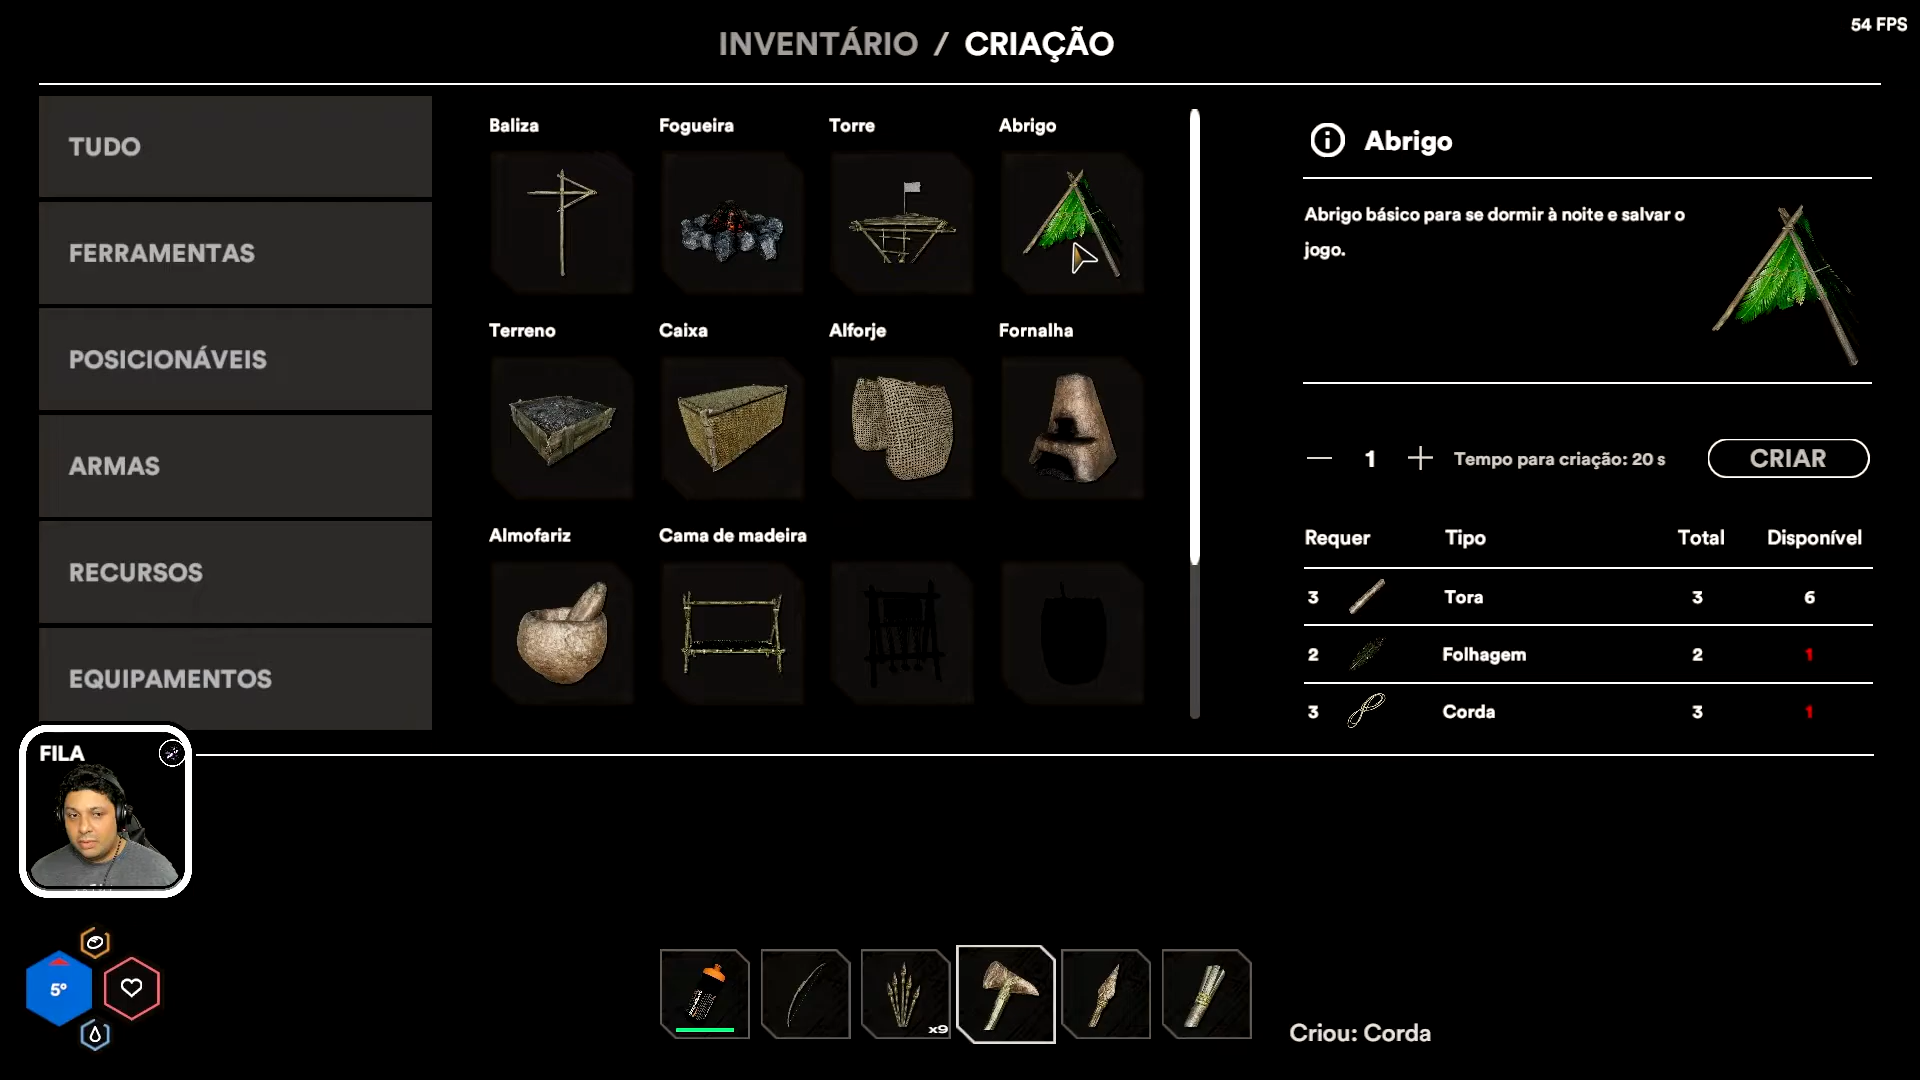 54 FPS
INVENTÁRIO / CRIAÇÃO
TUDO
FERRAMENTAS
POSICIONÁVEIS
ARMAS
RECURSOS
EQUIPAMENTOS
Baliza Fogueira Torre Abrigo
Terreno Caixa Alforje Fornalha
Almofariz Cama de madeira
Abrigo
Abrigo básico para se dormir à noite e salvar o
jogo.
1 Tempo para criação: 20 s CRIAR
Requer Tipo Total Disponível
3 Tora 3 6
2 Folhagem 2 1
3 Corda 3 1
FILA
5°
x9
Criou: Corda